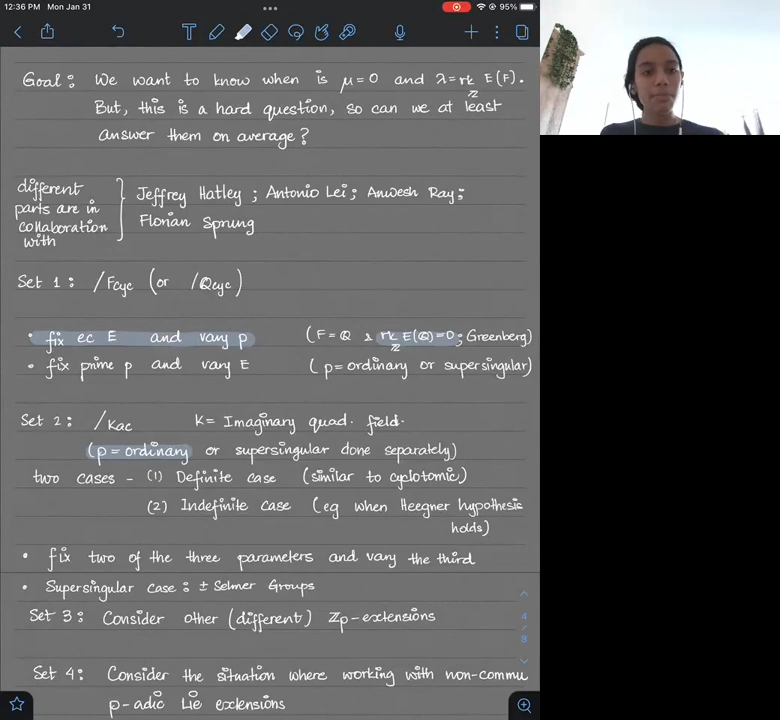 12:36 PM Mon Jan 31
95%
Goal: We want to know when is μ=0 and λ=rk_ℤ E(F).
But, this is a hard question, so can we at least
answer them on average?
different
parts are in
collaboration
with
Jeffrey Hatley ; Antonio Lei; Anwesh Ray;
Florian Sprung
Set 1: /Fcyc (or /ℚcyc)
• fix ec E and vary p (F=ℚ & rk_ℤ E(ℚ)=0; Greenberg)
• fix prime p and vary E (p=ordinary or supersingular)
Set 2: /Kac K= Imaginary quad. field.
(p=ordinary or supersingular done separately)
two cases - (1) Definite case (similar to cyclotomic)
(2) Indefinite case (eg when Heegner hypothesis
holds)
• fix two of the three parameters and vary the third
• Supersingular case: ± Selmer Groups
Set 3: Consider other (different) ℤp-extensions
Set 4: Consider the situation where working with non-commu
p-adic Lie extensions
4
/
8